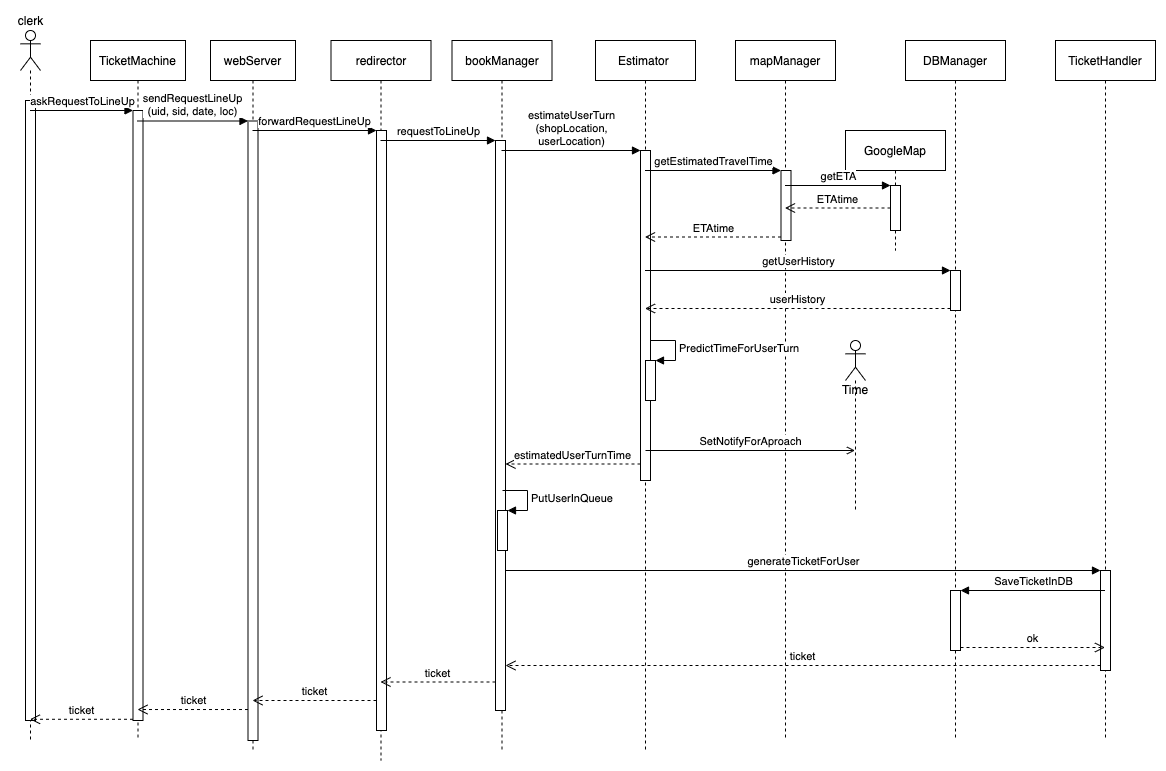 clerk
TicketMachine
webServer
redirector
bookManager
Estimator
mapManager
DBManager
TicketHandler
askRequestToLineUp
sendRequestLineUp
(uid, sid, date, loc)
forwardRequestLineUp
requestToLineUp
estimateUserTurn
(shopLocation,
userLocation)
GoogleMap
getEstimatedTravelTime
getETA
ETAtime
ETAtime
getUserHistory
userHistory
PredictTimeForUserTurn
Time
SetNotifyForAproach
estimatedUserTurnTime
PutUserInQueue
generateTicketForUser
SaveTicketInDB
ok
ticket
ticket
ticket
ticket
ticket